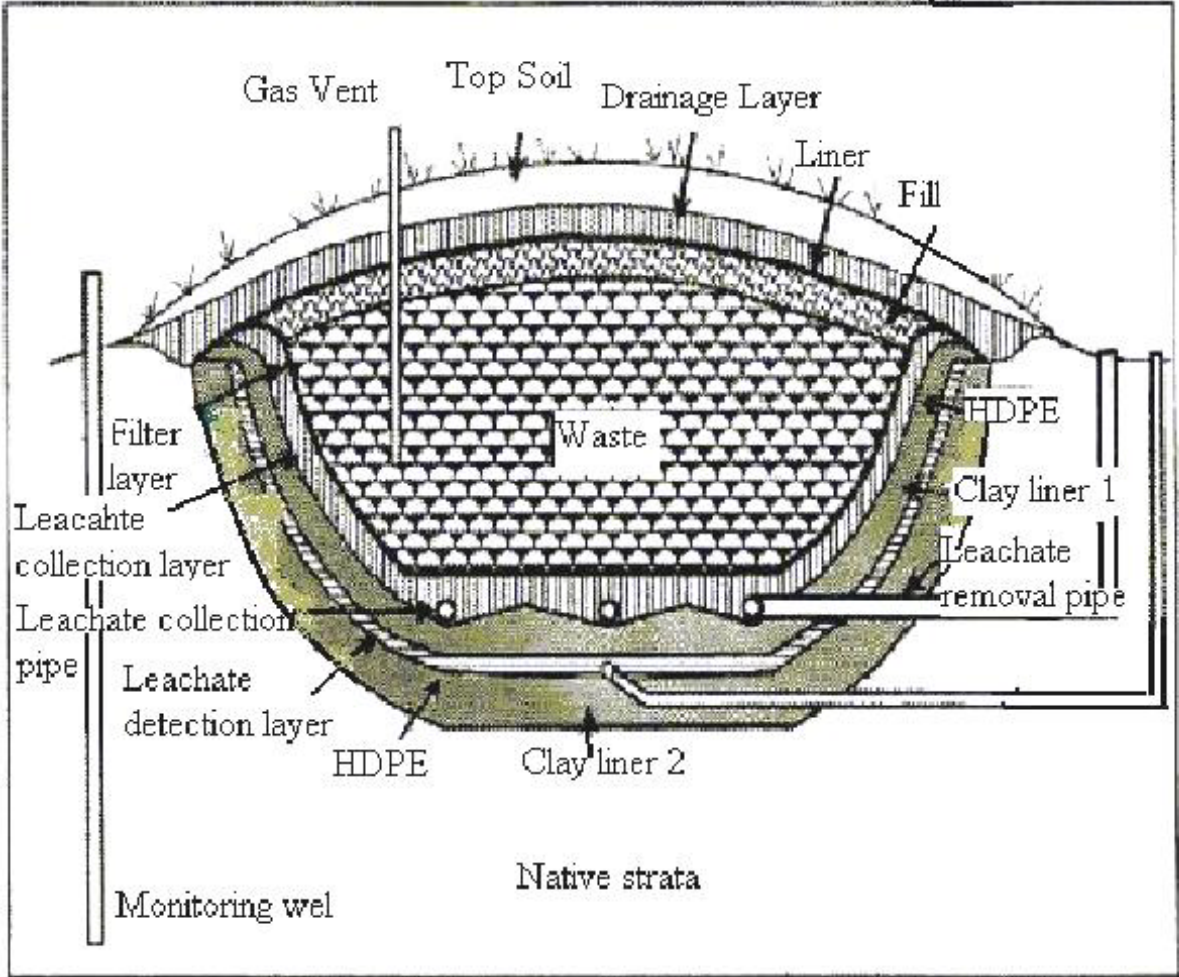 Gas Vent
Top Soil
Drainage Layer
Liner
Fill
Waste
HDPE
Filter
layer
Clay liner 1
Leacahte
collection layer
Leachate
removal pipe
Leachate collection
pipe
Leachate
detection layer
HDPE
Clay liner 2
Native strata
Monitoring wel